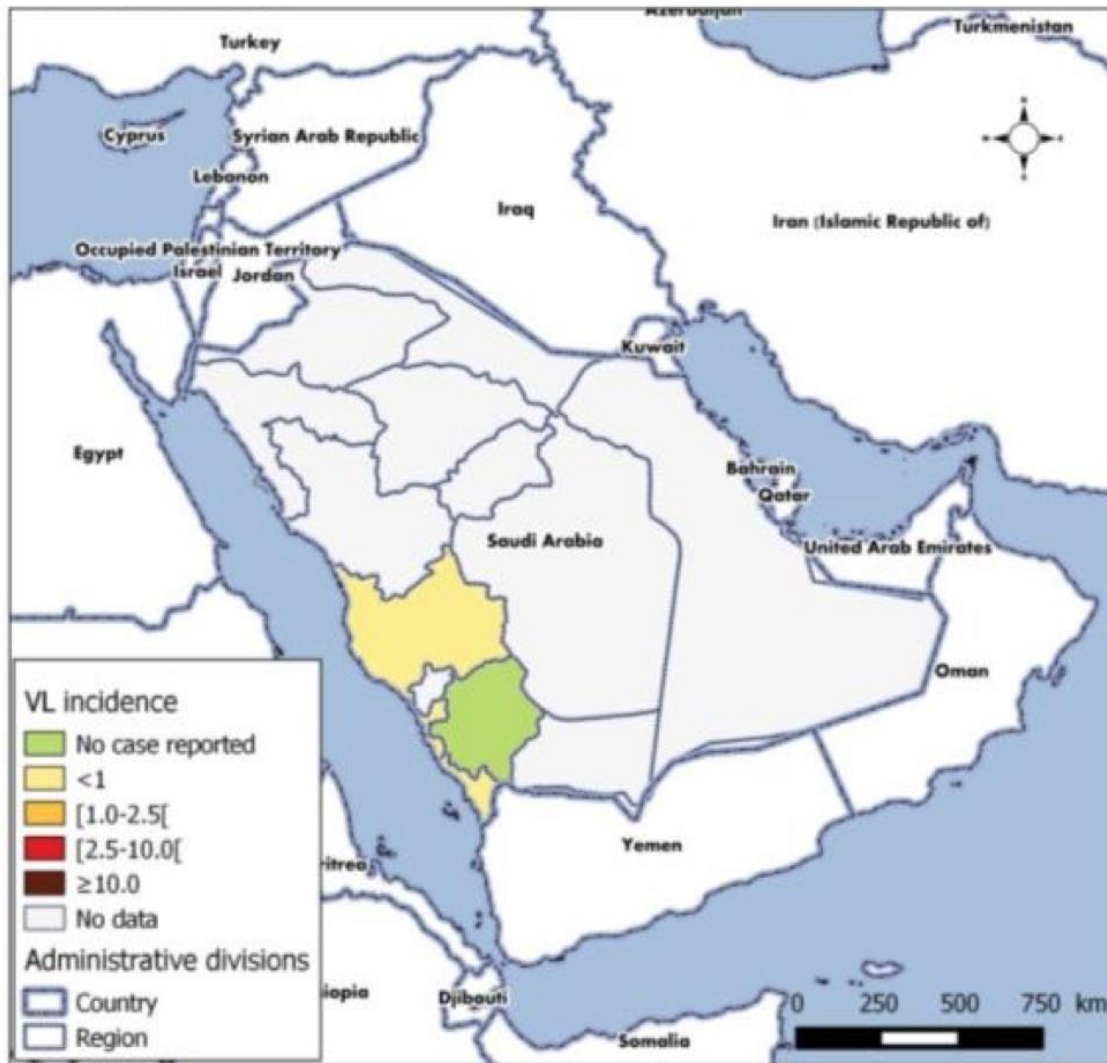 Azerbaijan
Turkmenistan
Turkey
Cyprus
Syrian Arab Republic
Lebanon
Iraq
Iran (Islamic Republic of)
Occupied Palestinian Territory
Israel
Jordan
Kuwait
Egypt
Bahrain
Qatar
Saudi Arabia
United Arab Emirates
Oman
Yemen
ritrea
iopia
Djibouti
Somalia
VL incidence
No case reported
<1
[1.0-2.5[
[2.5-10.0[
≥10.0
No data
Administrative divisions
Country
Region
0 250 500 750 km